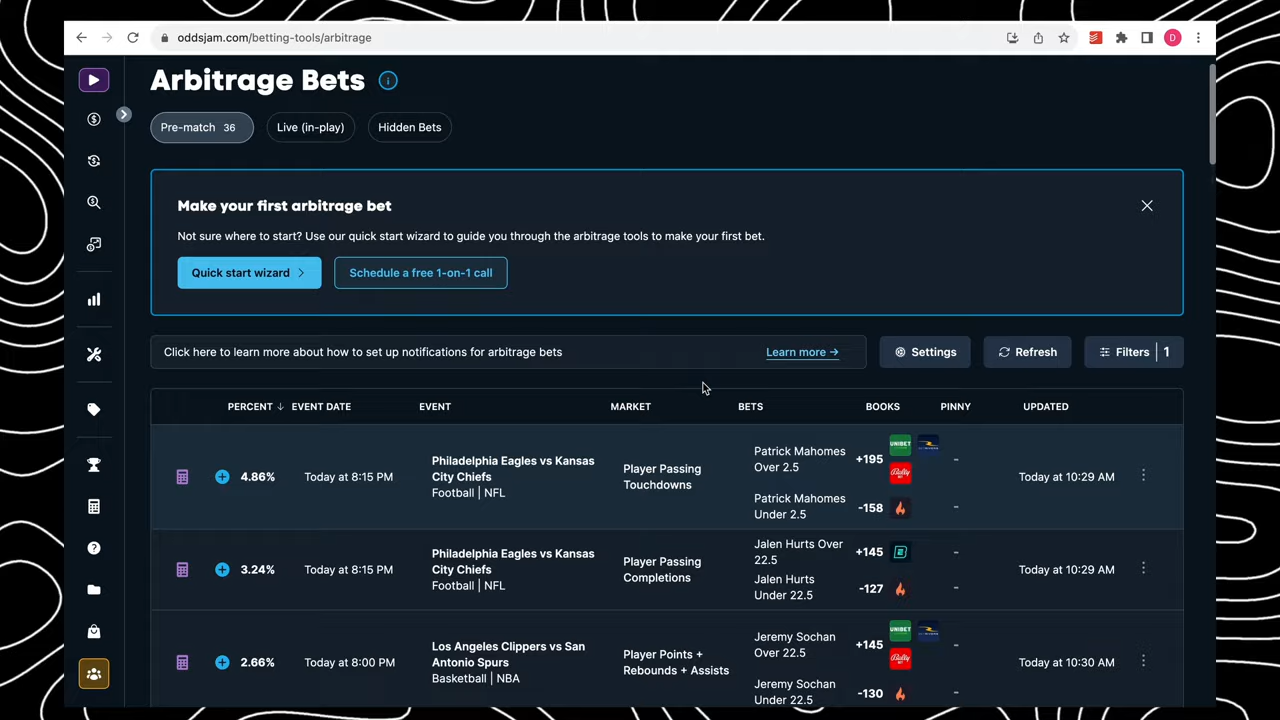 oddsjam.com/betting-tools/arbitrage
D
Arbitrage Bets
Pre-match 36
Live (in-play)
Hidden Bets
Make your first arbitrage bet
Not sure where to start? Use our quick start wizard to guide you through the arbitrage tools to make your first bet.
Quick start wizard
Schedule a free 1-on-1 call
Click here to learn more about how to set up notifications for arbitrage bets
Learn more →
Settings
Refresh
Filters 1
PERCENT ↓ EVENT DATE EVENT MARKET BETS BOOKS PINNY UPDATED
4.86%
Today at 8:15 PM
Philadelphia Eagles vs Kansas
City Chiefs
Football | NFL
Player Passing
Touchdowns
Patrick Mahomes
Over 2.5
+195
UNIBET
Bally
BET
-
Patrick Mahomes
Under 2.5
-158
-
Today at 10:29 AM
3.24%
Today at 8:15 PM
Philadelphia Eagles vs Kansas
City Chiefs
Football | NFL
Player Passing
Completions
Jalen Hurts Over
22.5
+145
-
Jalen Hurts
Under 22.5
-127
-
Today at 10:29 AM
2.66%
Today at 8:00 PM
Los Angeles Clippers vs San
Antonio Spurs
Basketball | NBA
Player Points +
Rebounds + Assists
Jeremy Sochan
Over 22.5
+145
UNIBET
Bally
BET
-
Jeremy Sochan
Under 22.5
-130
-
Today at 10:30 AM